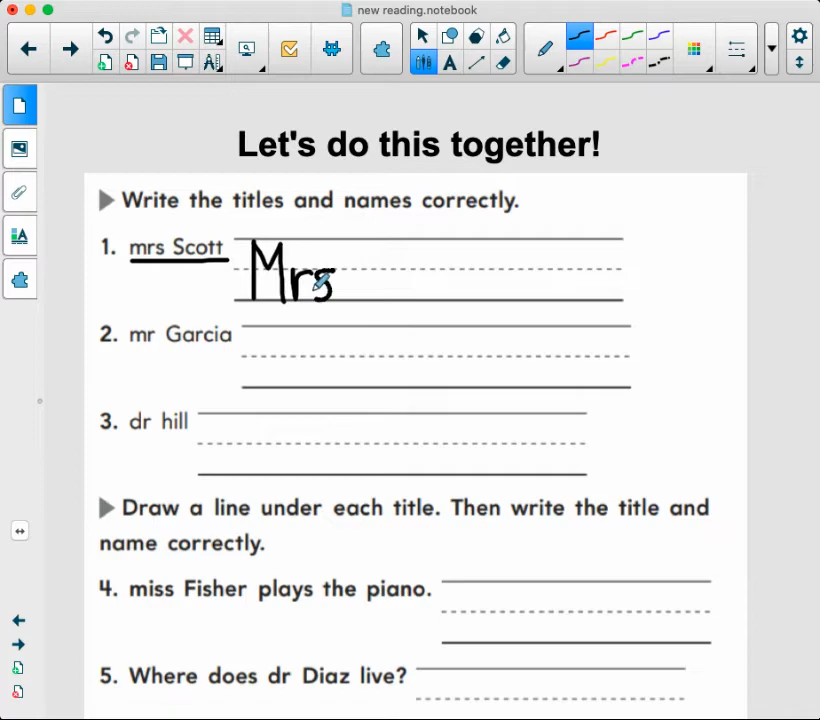 new reading.notebook
A
A
Let's do this together!
Write the titles and names correctly.
1. mrs Scott Mrs
2. mr Garcia
3. dr hill
Draw a line under each title. Then write the title and
name correctly.
4. miss Fisher plays the piano.
5. Where does dr Diaz live?